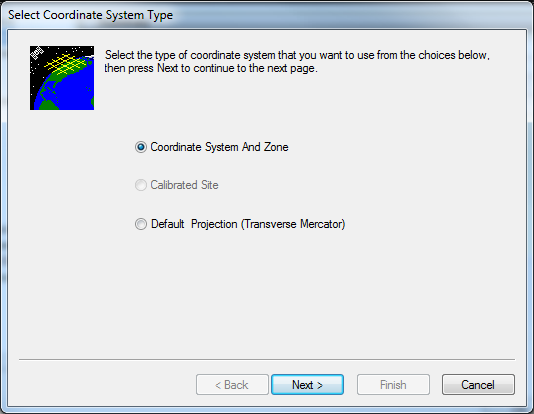 Select Coordinate System Type
Select the type of coordinate system that you want to use from the choices below,
then press Next to continue to the next page.
Coordinate System And Zone
Calibrated Site
Default  Projection (Transverse Mercator)
< Back
Next >
Finish
Cancel